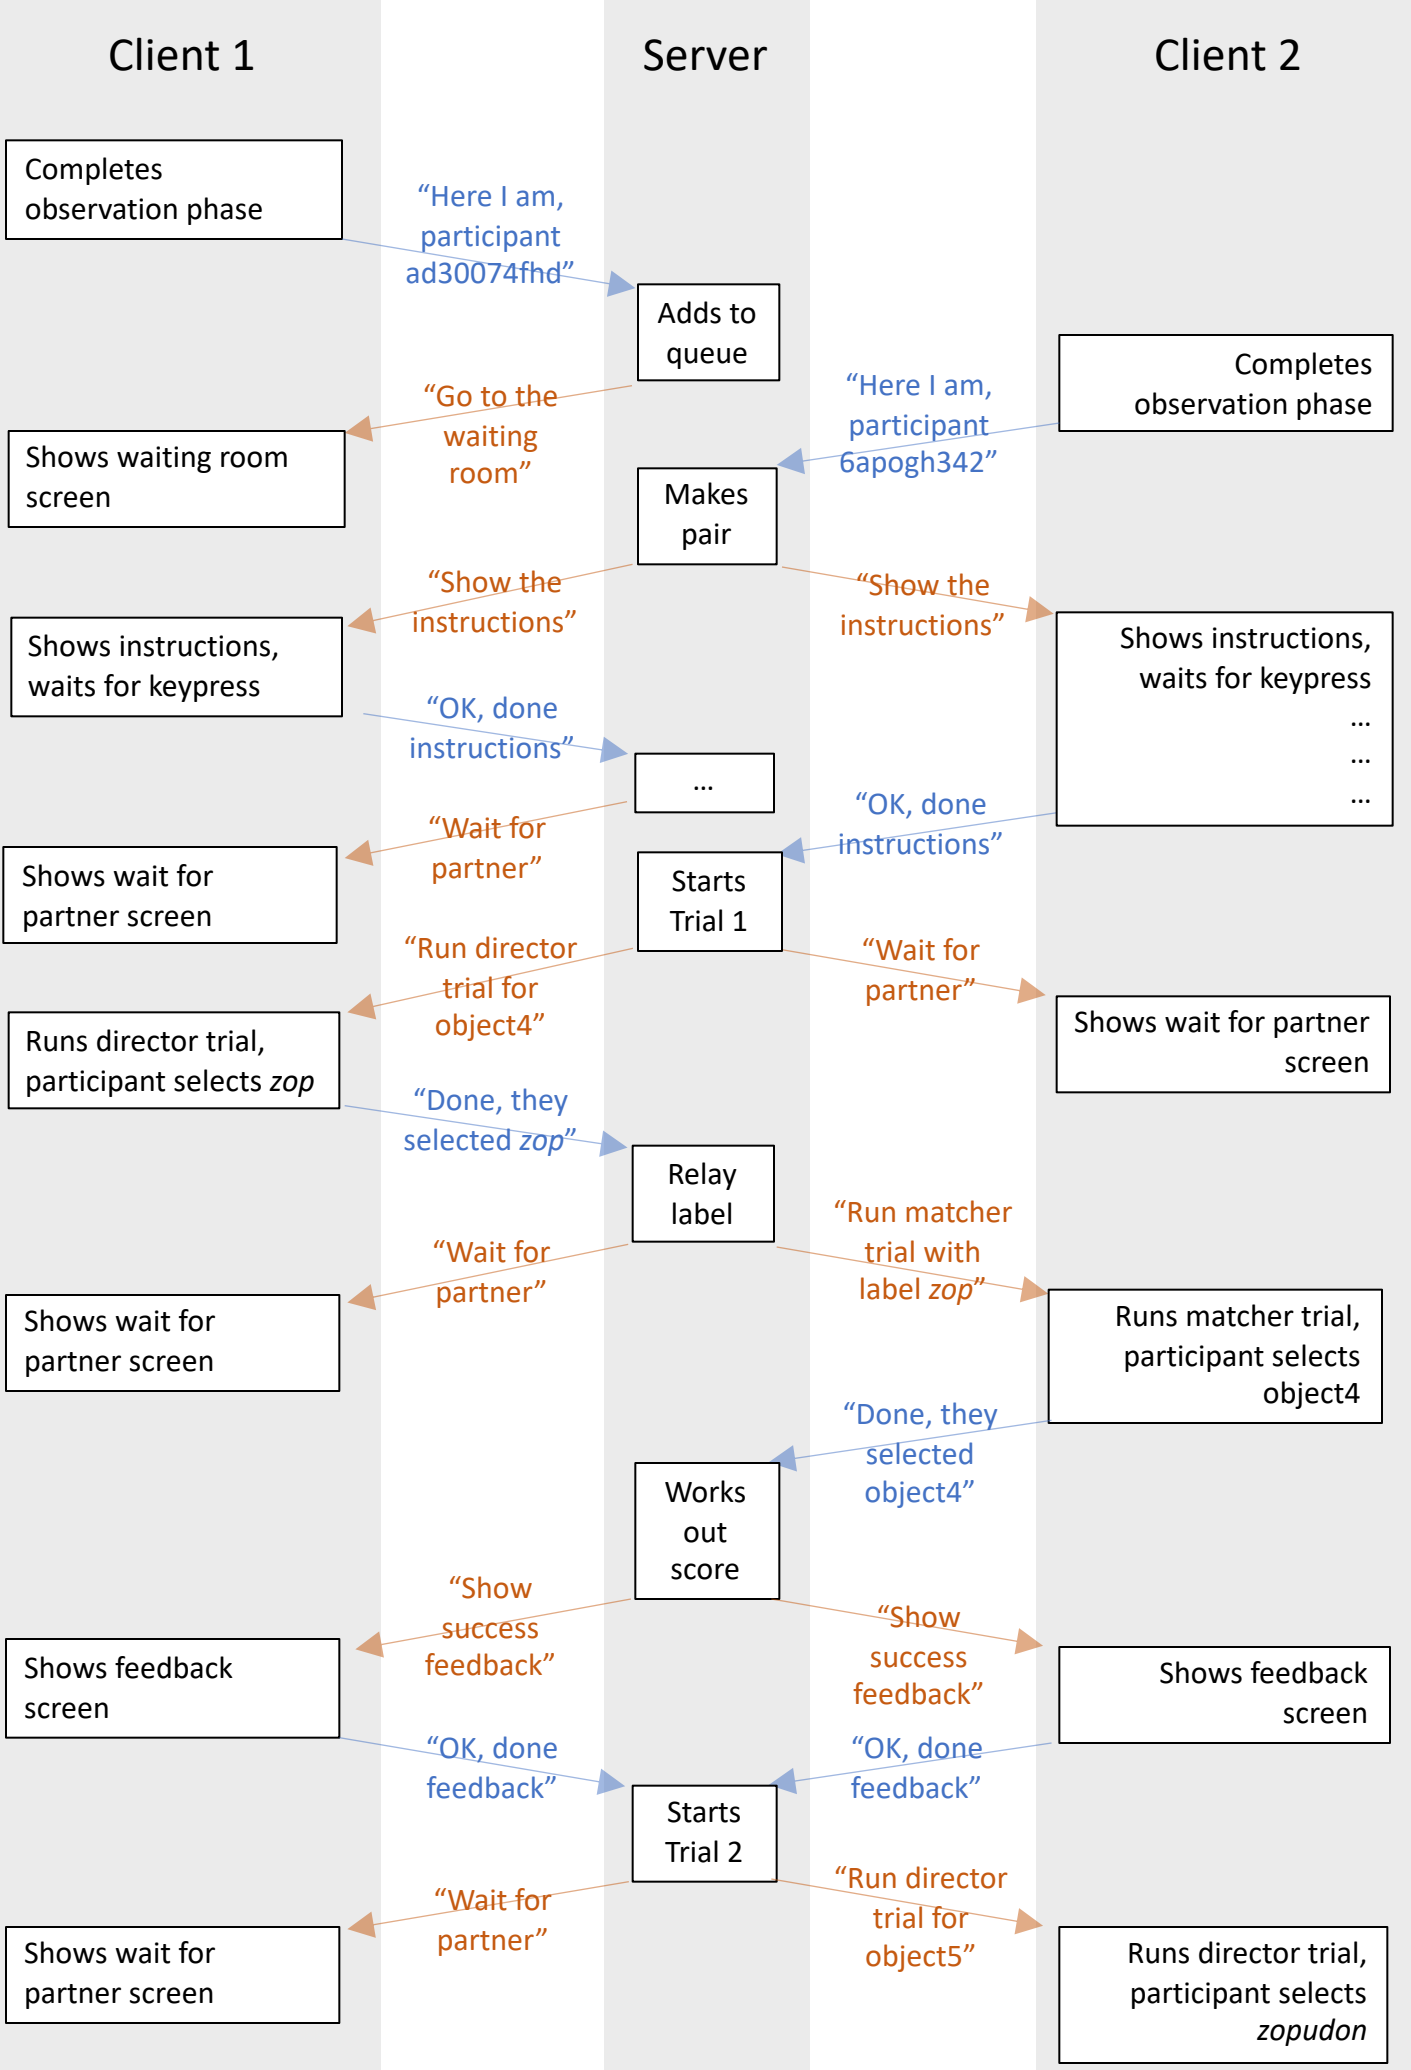 Client 1
Server
Client 2
Completes
observation phase
“Here I am,
participant
ad30074fhd”
Adds to
queue
Completes
observation phase
“Go to the
waiting
room”
“Here I am,
participant
6apogh342”
Shows waiting room
screen
Makes
pair
“Show the
instructions”
“Show the
instructions”
Shows instructions,
waits for keypress
Shows instructions,
waits for keypress
...
...
...
“OK, done
instructions”
...
“OK, done
instructions”
“Wait for
partner”
Shows wait for
partner screen
Starts
Trial 1
“Run director
trial for
object4”
“Wait for
partner”
Runs director trial,
participant selects zop
Shows wait for partner
screen
“Done, they
selected zop”
Relay
label
“Wait for
partner”
“Run matcher
trial with
label zop”
Shows wait for
partner screen
Runs matcher trial,
participant selects
object4
“Done, they
selected
object4”
Works
out
score
“Show
success
feedback”
“Show
success
feedback”
Shows feedback
screen
Shows feedback
screen
“OK, done
feedback”
“OK, done
feedback”
Starts
Trial 2
“Wait for
partner”
“Run director
trial for
object5”
Shows wait for
partner screen
Runs director trial,
participant selects
zopudon